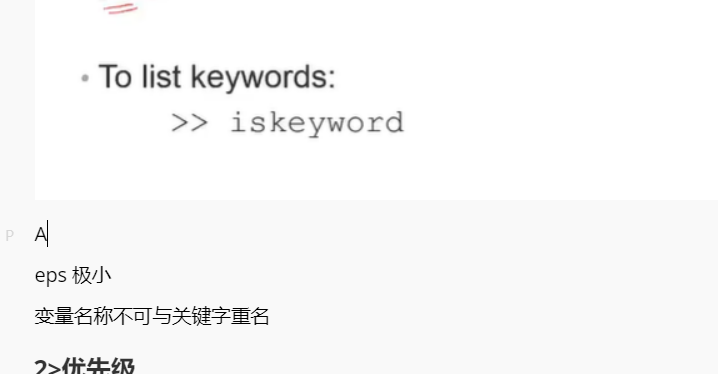 • To list keywords:
>> iskeyword
P
A
eps 极小
变量名称不可与关键字重名
2>优先级